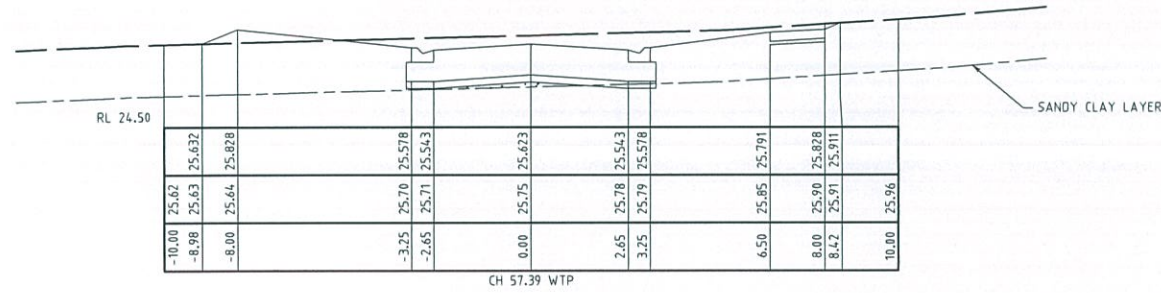 SANDY CLAY LAYER
RL 24.50
25.632 25.828 25.578 25.543 25.623 25.543 25.578 25.791 25.828 25.911
25.62 25.63 25.64 25.70 25.71 25.75 25.78 25.79 25.85 25.90 25.91 25.96
-10.00 -8.98 -8.00 -3.25 -2.65 0.00 2.65 3.25 6.50 8.00 8.42 10.00
CH 57.39 WTP